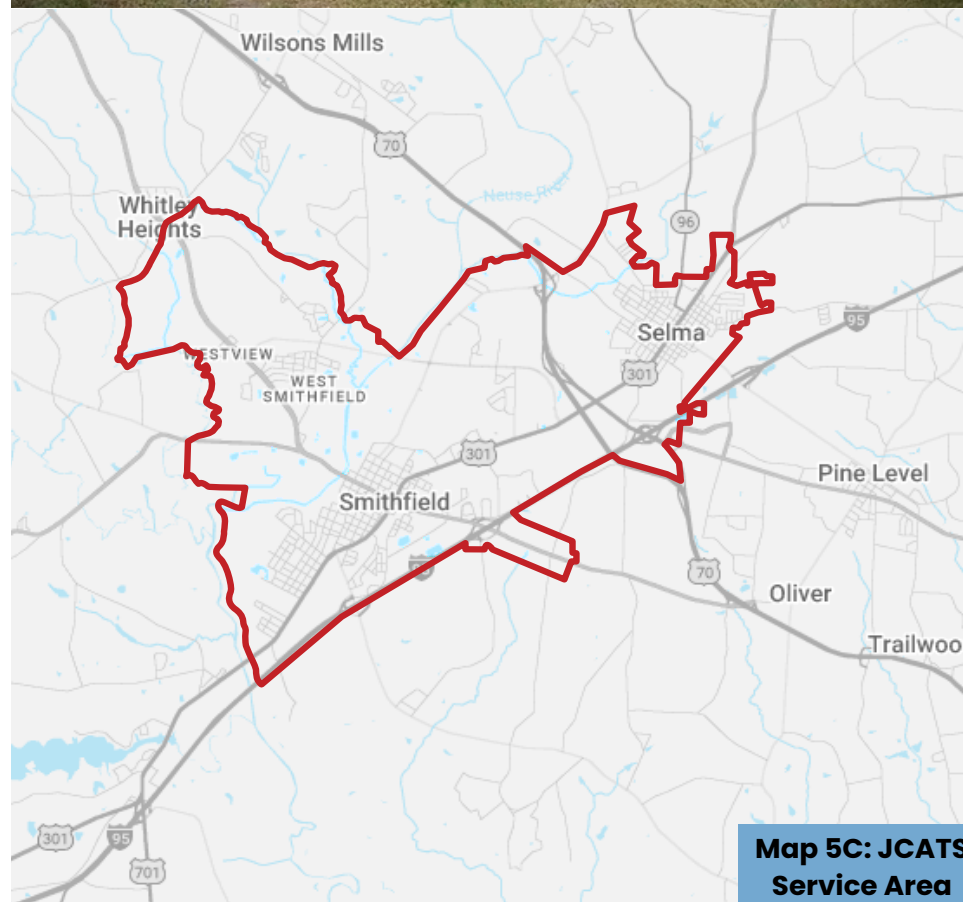 Wilsons Mills
70
Neuse River
Whitley
Heights
96
Selma
95
WESTVIEW
WEST
SMITHFIELD
301
301
Pine Level
Smithfield
70
Oliver
Trailwoo
301
95
701
Map 5C: JCATS
Service Area